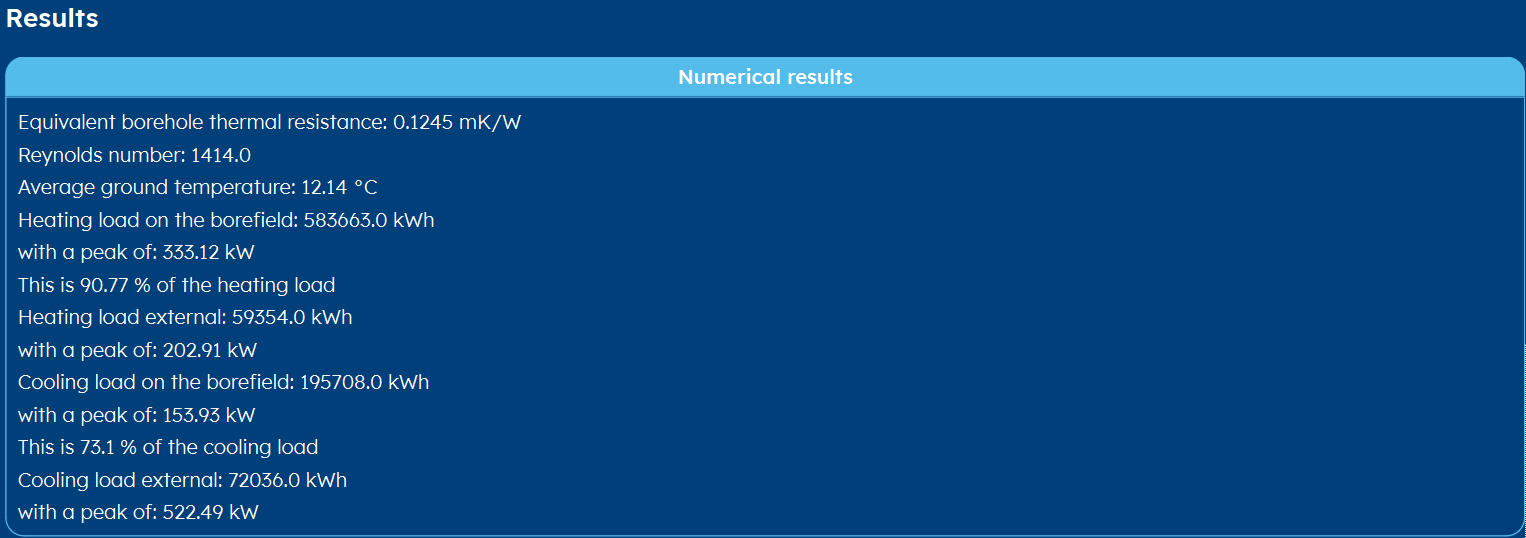 Results
Numerical results
Equivalent borehole thermal resistance: 0.1245 mK/W
Reynolds number: 1414.0
Average ground temperature: 12.14 °C
Heating load on the borefield: 583663.0 kWh
with a peak of: 333.12 kW
This is 90.77 % of the heating load
Heating load external: 59354.0 kWh
with a peak of: 202.91 kW
Cooling load on the borefield: 195708.0 kWh
with a peak of: 153.93 kW
This is 73.1 % of the cooling load
Cooling load external: 72036.0 kWh
with a peak of: 522.49 kW